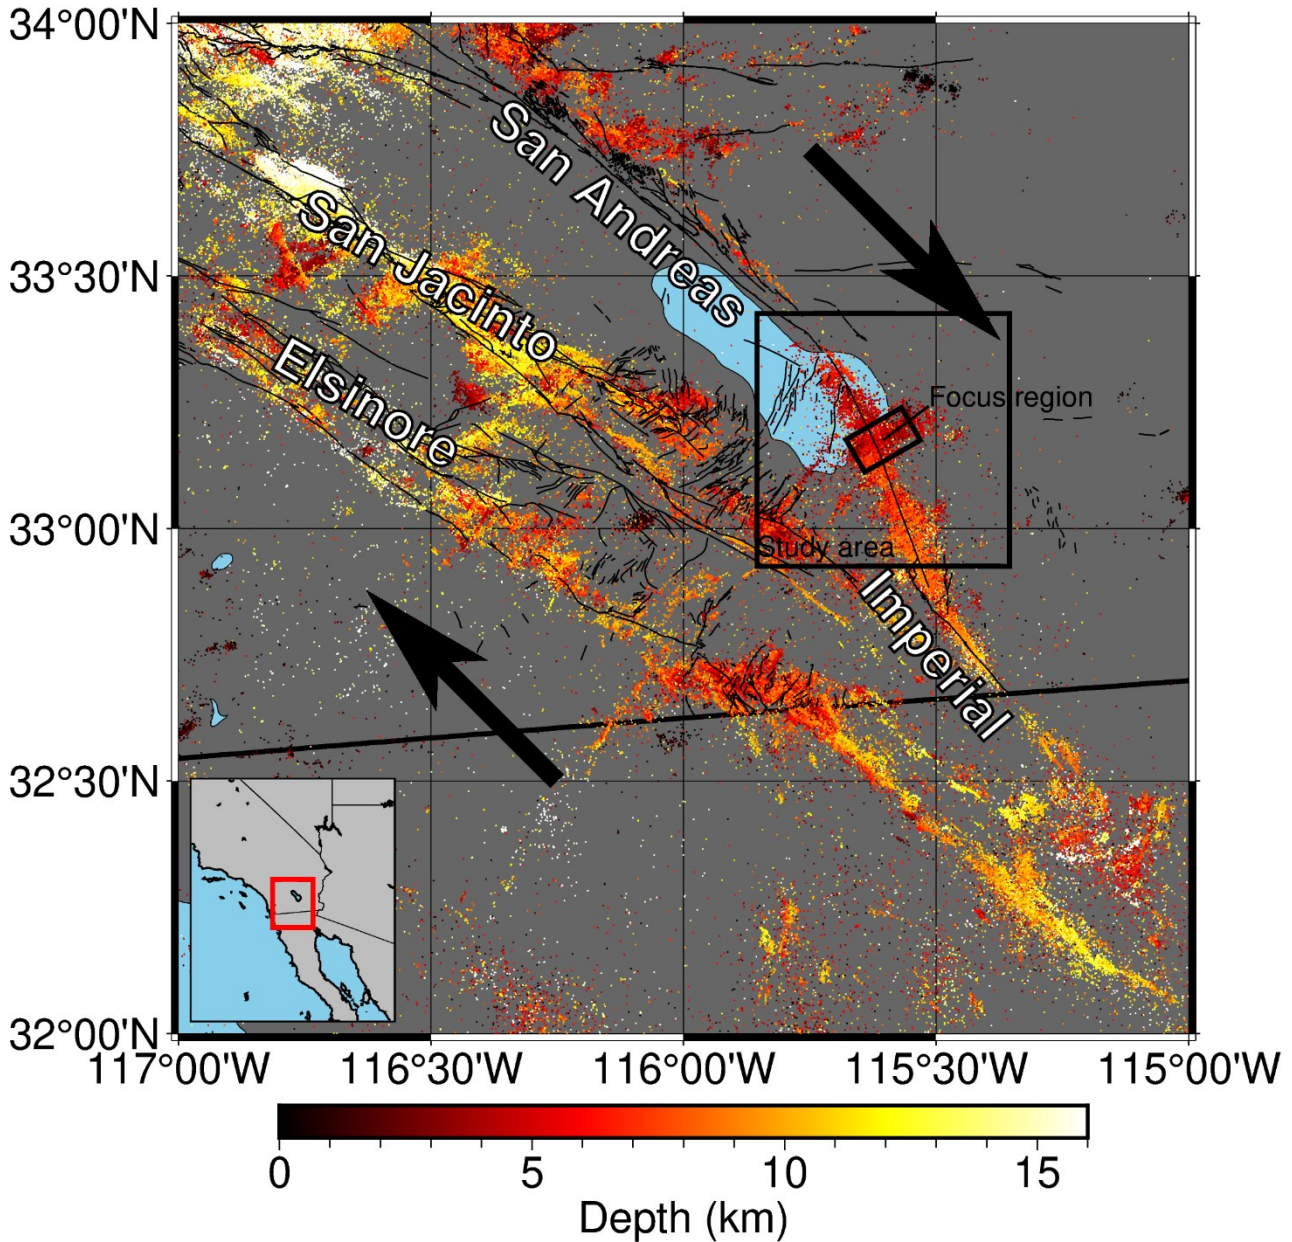 34°00'N
San Andreas
33°30'N
San Jacinto
Elsinore
Focus region
33°00'N
Study area
Imperial
32°30'N
32°00'N
117°00'W 116°30'W 116°00'W 115°30'W 115°00'W
0 5 10 15
Depth (km)